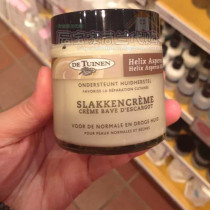 DE TUINEN
Helix Aspersa
Helix Aspersa
ONDERSTEUNT HUIDHERSTEL
FAVORISE LA RÉPARATION CUTANÉE
SLAKKENCRÈME
CRÈME BAVE D'ESCARGOT
VOOR DE NORMALE EN DROGE HUID
POUR PEAUX NORMALES ET SÈCHES